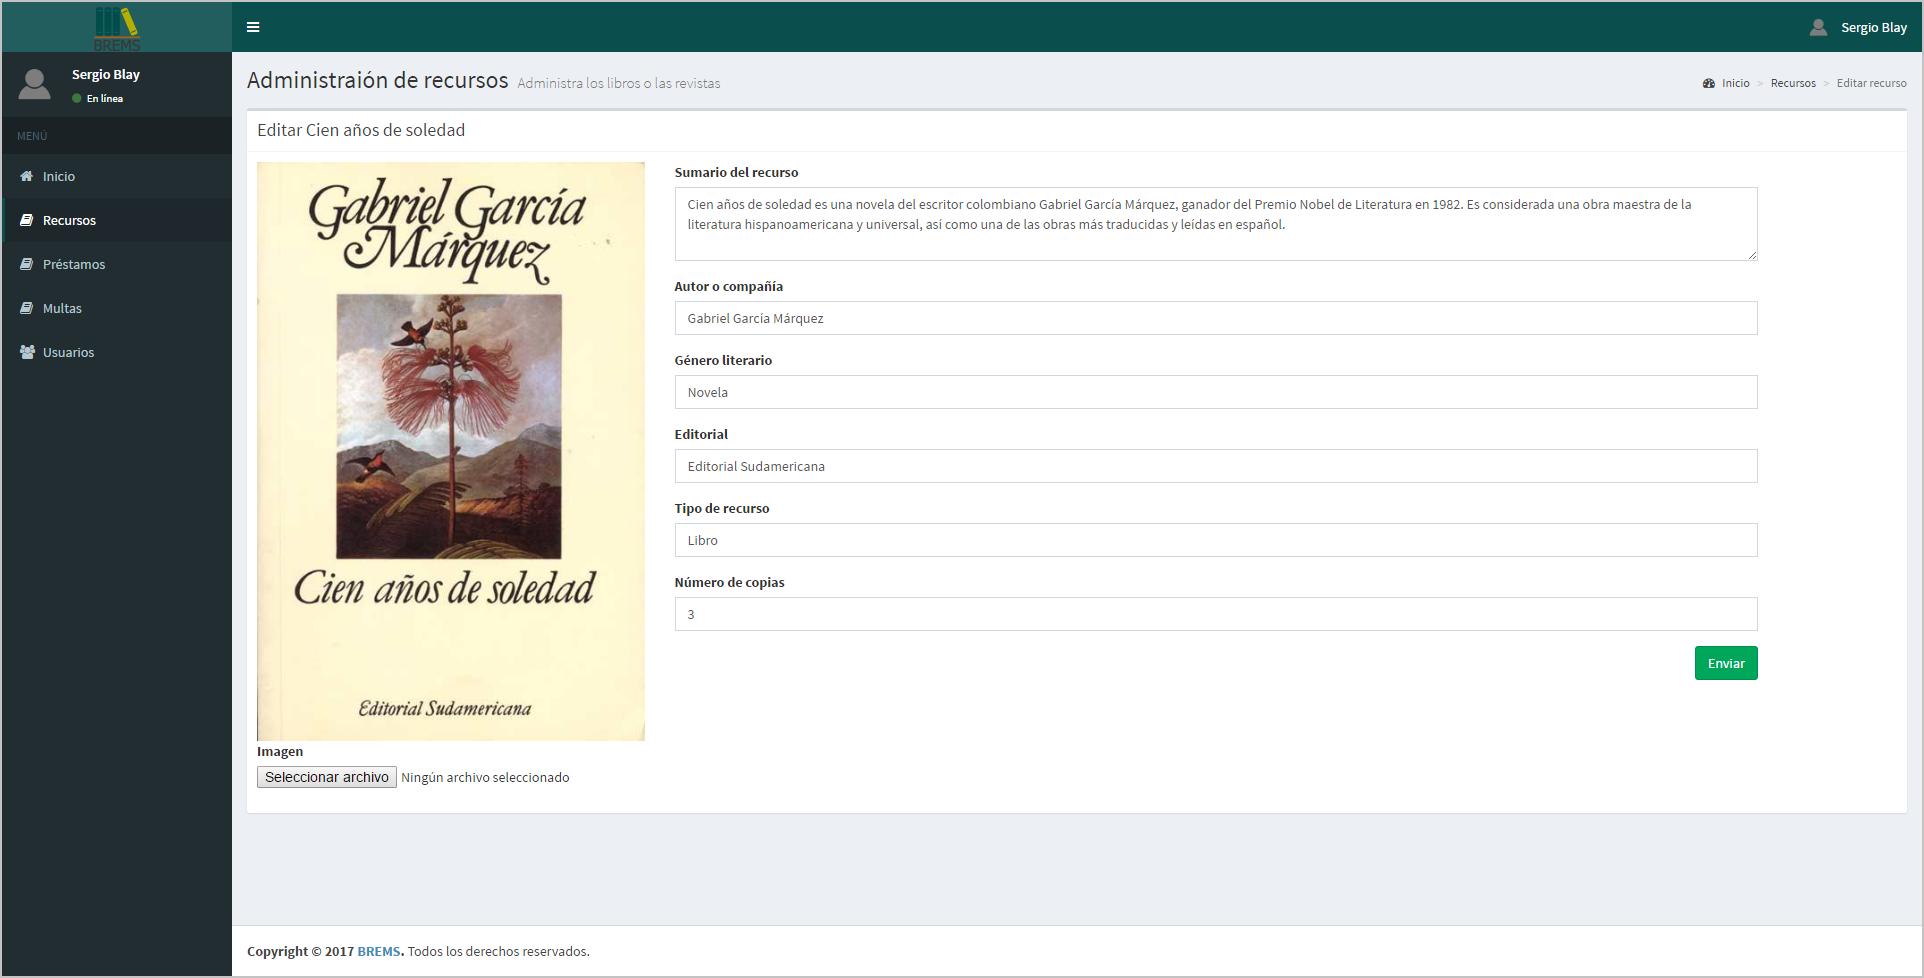 BREMS
Sergio Blay
Sergio Blay
En línea
MENÚ
Inicio
Recursos
Préstamos
Multas
Usuarios
Administraión de recursos Administra los libros o las revistas
Inicio > Recursos > Editar recurso
Editar Cien años de soledad
Gabriel García
Márquez
Cien años de soledad
Editorial Sudamericana
Imagen
Seleccionar archivo Ningún archivo seleccionado
Sumario del recurso
Cien años de soledad es una novela del escritor colombiano Gabriel García Márquez, ganador del Premio Nobel de Literatura en 1982. Es considerada una obra maestra de la
literatura hispanoamericana y universal, así como una de las obras más traducidas y leídas en español.
Autor o compañía
Gabriel García Márquez
Género literario
Novela
Editorial
Editorial Sudamericana
Tipo de recurso
Libro
Número de copias
3
Enviar
Copyright © 2017 BREMS. Todos los derechos reservados.